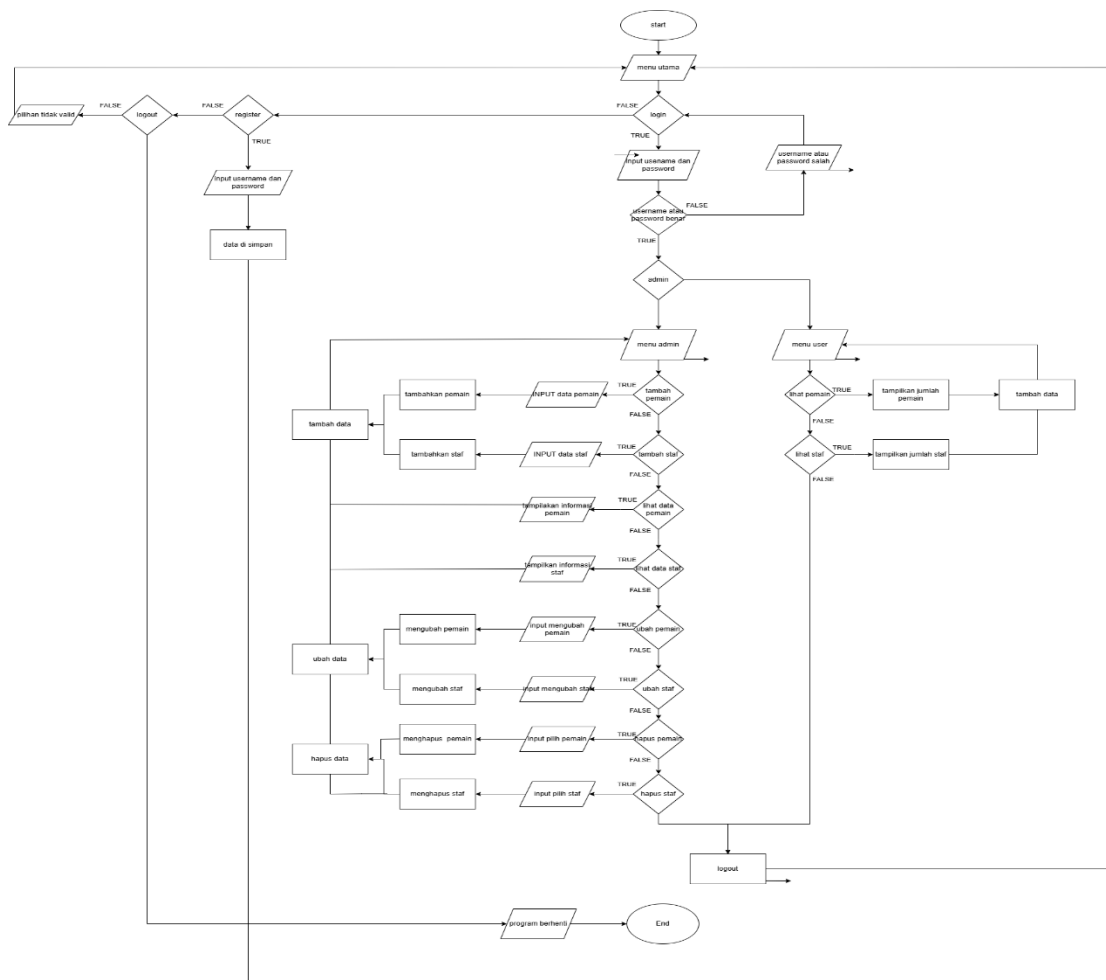 start
menu utama
FALSE
FALSE
FALSE
pilihan tidak valid
logout
register
login
TRUE
TRUE
username atau
password salah
input username dan
password
input usename dan
password
username atau
password benar
FALSE
TRUE
data di simpan
admin
menu admin
menu user
tambahkan pemain
INPUT data pemain
TRUE
tambah
pemain
lihat pemain
TRUE
tampilkan jumlah
pemain
tambah data
tambah data
FALSE
FALSE
tambahkan staf
INPUT data staf
TRUE
tambah staf
lihat staf
TRUE
tampilkan jumlah staf
FALSE
FALSE
tampilakan informasi
pemain
TRUE
lihat data
pemain
FALSE
tampilkan informasi
staf
TRUE
lihat data staf
FALSE
mengubah pemain
input mengubah
pemain
TRUE
ubah pemain
ubah data
FALSE
mengubah staf
input mengubah staf
TRUE
ubah staf
FALSE
menghapus pemain
input pilih pemain
TRUE
hapus pemain
hapus data
FALSE
menghapus staf
input pilih staf
TRUE
hapus staf
logout
program berhenti
End